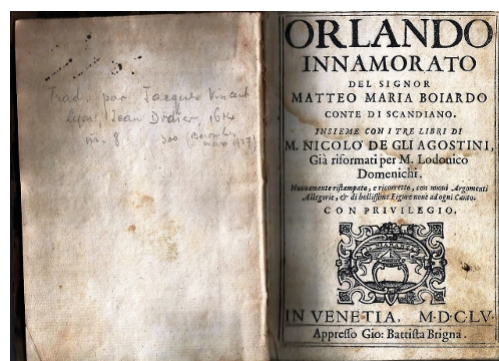 Trad. par Jacques Vincent
Lyon, Jean Didier, 1614
in. 8
ORLANDO
INNAMORATO
DEL SIGNOR
MATTEO MARIA BOIARDO
CONTE DI SCANDIANO.
INSIEME CON I TRE LIBRI DI
M. NICOLO DE GLI AGOSTINI,
Già riformati per M. Lodouico
Domenichi.
Nuouamente ristampato, e ricorretto, con nuoui Argomenti
Allegorie, & di bellissime Figure
ad ogni Canto.
CON PRIVILEGIO.
IN VENETIA. M·DC·LV·
Appresso Gio: Battista Brigna.